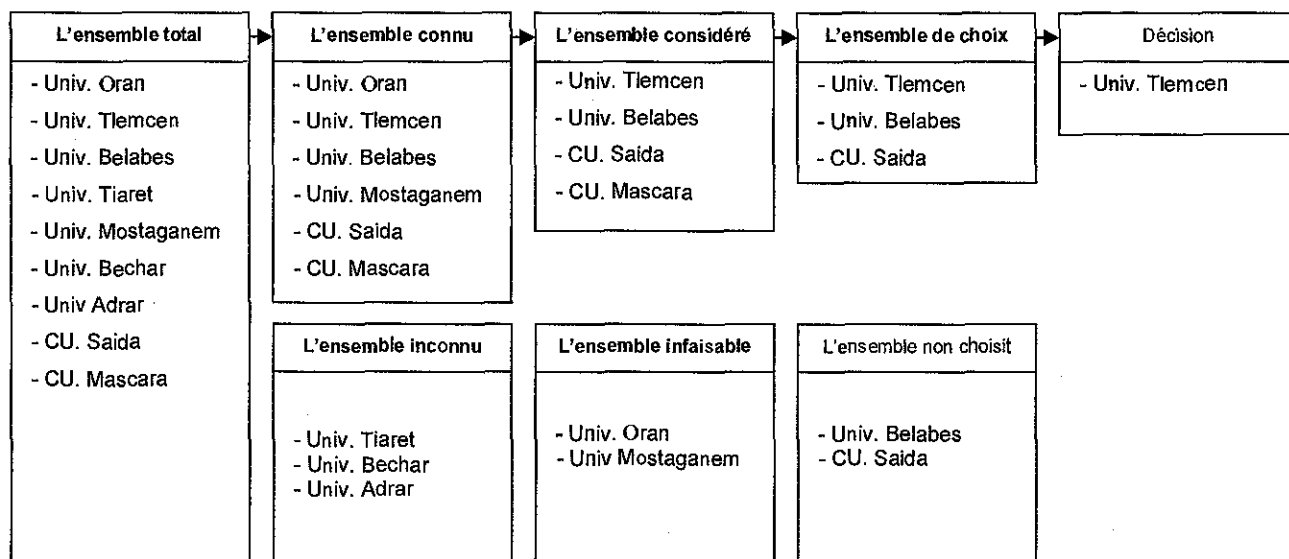 L'ensemble total
- Univ. Oran
- Univ. Tlemcen
- Univ. Belabes
- Univ. Tiaret
- Univ. Mostaganem
- Univ. Bechar
- Univ Adrar
- CU. Saida
- CU. Mascara
L'ensemble connu
- Univ. Oran
- Univ. Tlemcen
- Univ. Belabes
- Univ. Mostaganem
- CU. Saida
- CU. Mascara
L'ensemble considéré
- Univ. Tlemcen
- Univ. Belabes
- CU. Saida
- CU. Mascara
L'ensemble de choix
- Univ. Tlemcen
- Univ. Belabes
- CU. Saida
Décision
- Univ. Tlemcen
L'ensemble inconnu
- Univ. Tiaret
- Univ. Bechar
- Univ. Adrar
L'ensemble infaisable
- Univ. Oran
- Univ Mostaganem
L'ensemble non choisit
- Univ. Belabes
- CU. Saida